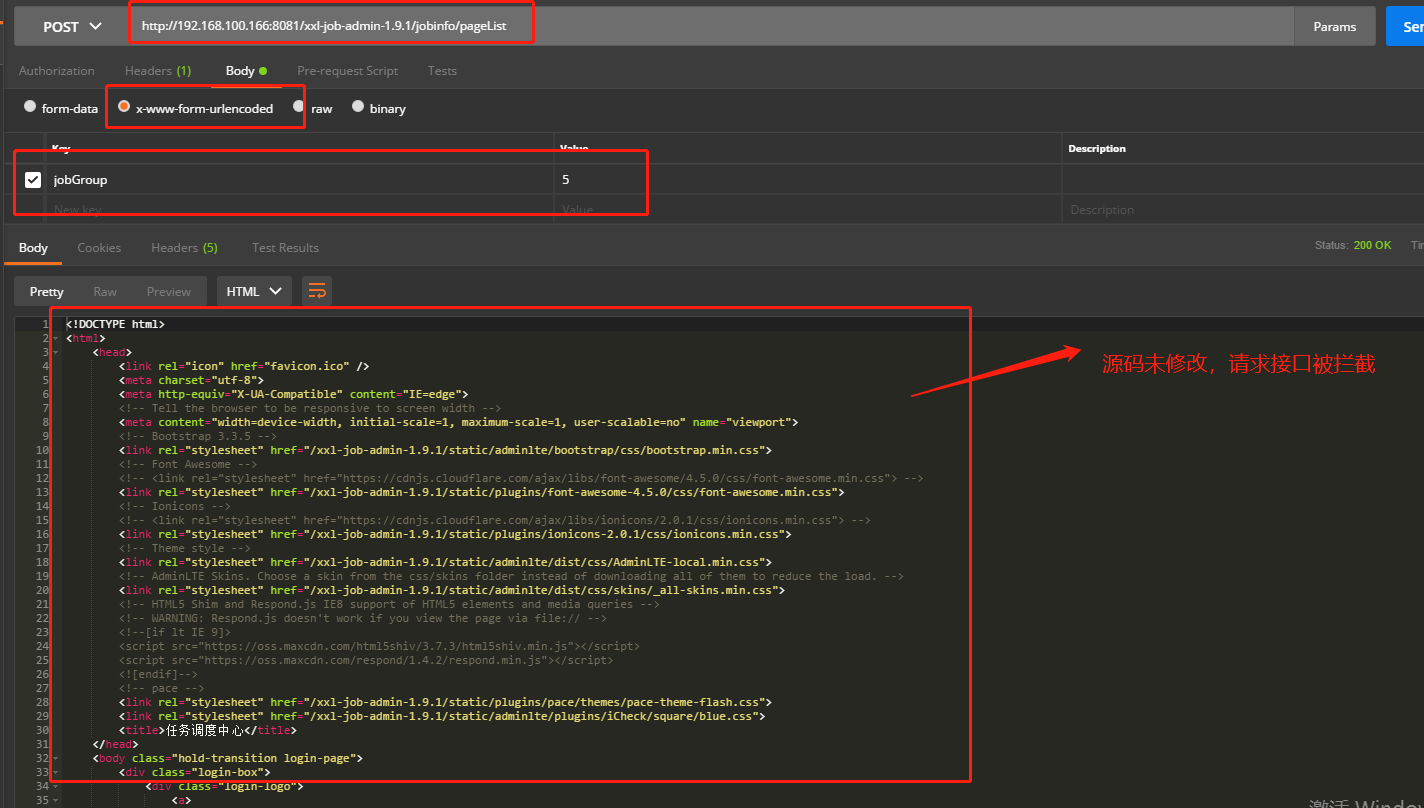 POST http://192.168.100.166:8081/xxl-job-admin-1.9.1/jobinfo/pageList Params
Authorization Headers (1) Body Pre-request Script Tests
form-data x-www-form-urlencoded raw binary
Key Value Description
jobGroup 5
New key Value Description
Body Cookies Headers (5) Test Results Status: 200 OK
Pretty Raw Preview HTML
1 <!DOCTYPE html>
2 <html>
3 <head>
4 <link rel="icon" href="favicon.ico" />
5 <meta charset="utf-8">
6 <meta http-equiv="X-UA-Compatible" content="IE=edge">
7 <!-- Tell the browser to be responsive to screen width -->
8 <meta content="width=device-width, initial-scale=1, maximum-scale=1, user-scalable=no" name="viewport">
9 <!-- Bootstrap 3.3.5 -->
10 <link rel="stylesheet" href="/xxl-job-admin-1.9.1/static/adminlte/bootstrap/css/bootstrap.min.css">
11 <!-- Font Awesome -->
12 <!-- <link rel="stylesheet" href="https://cdnjs.cloudflare.com/ajax/libs/font-awesome/4.5.0/css/font-awesome.min.css"> -->
13 <link rel="stylesheet" href="/xxl-job-admin-1.9.1/static/plugins/font-awesome-4.5.0/css/font-awesome.min.css">
14 <!-- Ionicons -->
15 <!-- <link rel="stylesheet" href="https://cdnjs.cloudflare.com/ajax/libs/ionicons/2.0.1/css/ionicons.min.css"> -->
16 <link rel="stylesheet" href="/xxl-job-admin-1.9.1/static/plugins/ionicons-2.0.1/css/ionicons.min.css">
17 <!-- Theme style -->
18 <link rel="stylesheet" href="/xxl-job-admin-1.9.1/static/adminlte/dist/css/AdminLTE-local.min.css">
19 <!-- AdminLTE Skins. Choose a skin from the css/skins folder instead of downloading all of them to reduce the load. -->
20 <link rel="stylesheet" href="/xxl-job-admin-1.9.1/static/adminlte/dist/css/skins/_all-skins.min.css">
21 <!-- HTML5 Shim and Respond.js IE8 support of HTML5 elements and media queries -->
22 <!-- WARNING: Respond.js doesn't work if you view the page via file:// -->
23 <!--[if lt IE 9]>
24 <script src="https://oss.maxcdn.com/html5shiv/3.7.3/html5shiv.min.js"></script>
25 <script src="https://oss.maxcdn.com/respond/1.4.2/respond.min.js"></script>
26 <![endif]-->
27 <!-- pace -->
28 <link rel="stylesheet" href="/xxl-job-admin-1.9.1/static/plugins/pace/themes/pace-theme-flash.css">
29 <link rel="stylesheet" href="/xxl-job-admin-1.9.1/static/adminlte/plugins/iCheck/square/blue.css">
30 <title>任务调度中心</title>
31 </head>
32 <body class="hold-transition login-page">
33 <div class="login-box">
34 <div class="login-logo">
35 <a>
源码未修改，请求接口被拦截